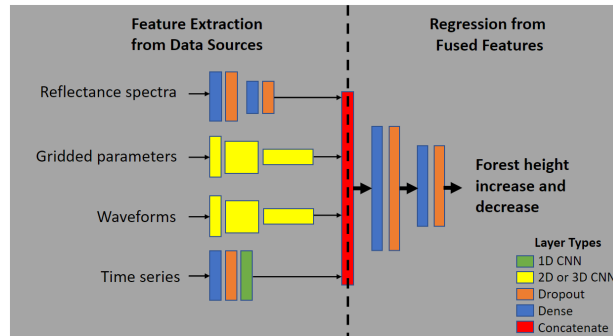 Feature Extraction
from Data Sources
Regression from
Fused Features
Reflectance spectra
Gridded parameters
Waveforms
Time series
Forest height
increase and
decrease
Layer Types
1D CNN
2D or 3D CNN
Dropout
Dense
Concatenate